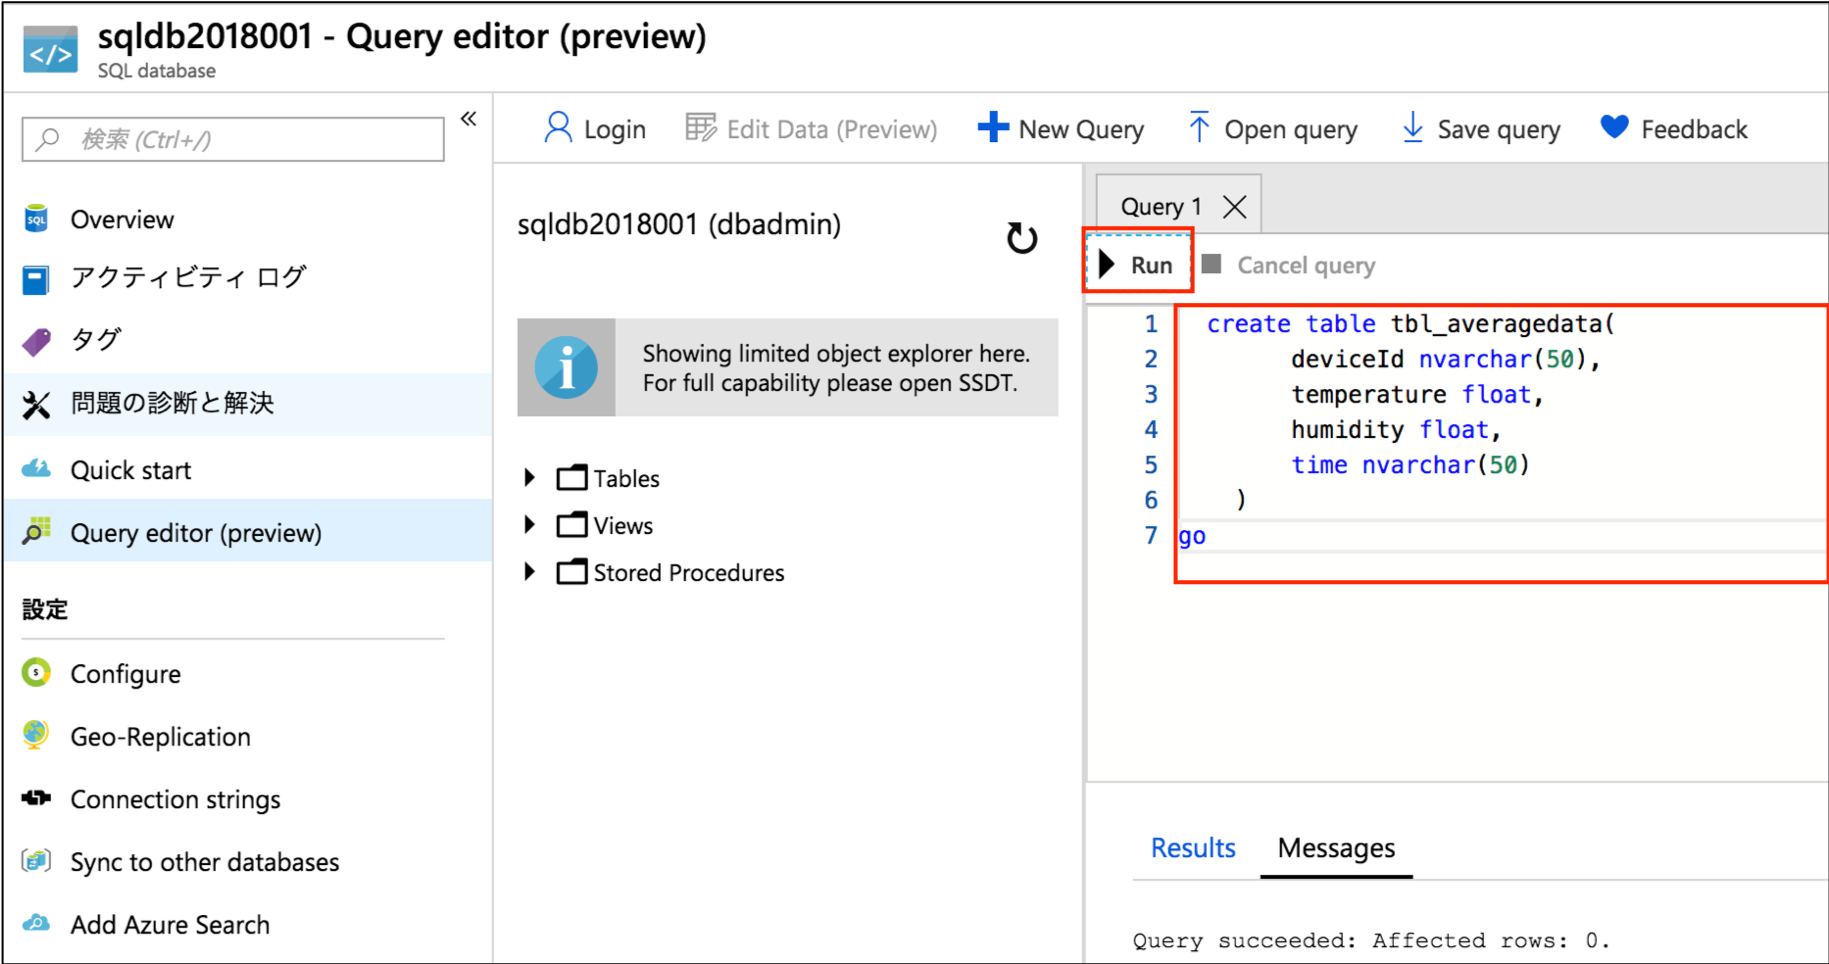 sqldb2018001 - Query editor (preview)
SQL database
検索 (Ctrl+/)
«
Overview
アクティビティ ログ
タグ
問題の診断と解決
Quick start
Query editor (preview)
設定
Configure
Geo-Replication
Connection strings
Sync to other databases
Add Azure Search
Login
Edit Data (Preview)
New Query
Open query
Save query
Feedback
sqldb2018001 (dbadmin)
Showing limited object explorer here.
For full capability please open SSDT.
Tables
Views
Stored Procedures
Query 1
Run
Cancel query
1 create table tbl_averagedata(
2 deviceId nvarchar(50),
3 temperature float,
4 humidity float,
5 time nvarchar(50)
6 )
7 go
Results
Messages
Query succeeded: Affected rows: 0.